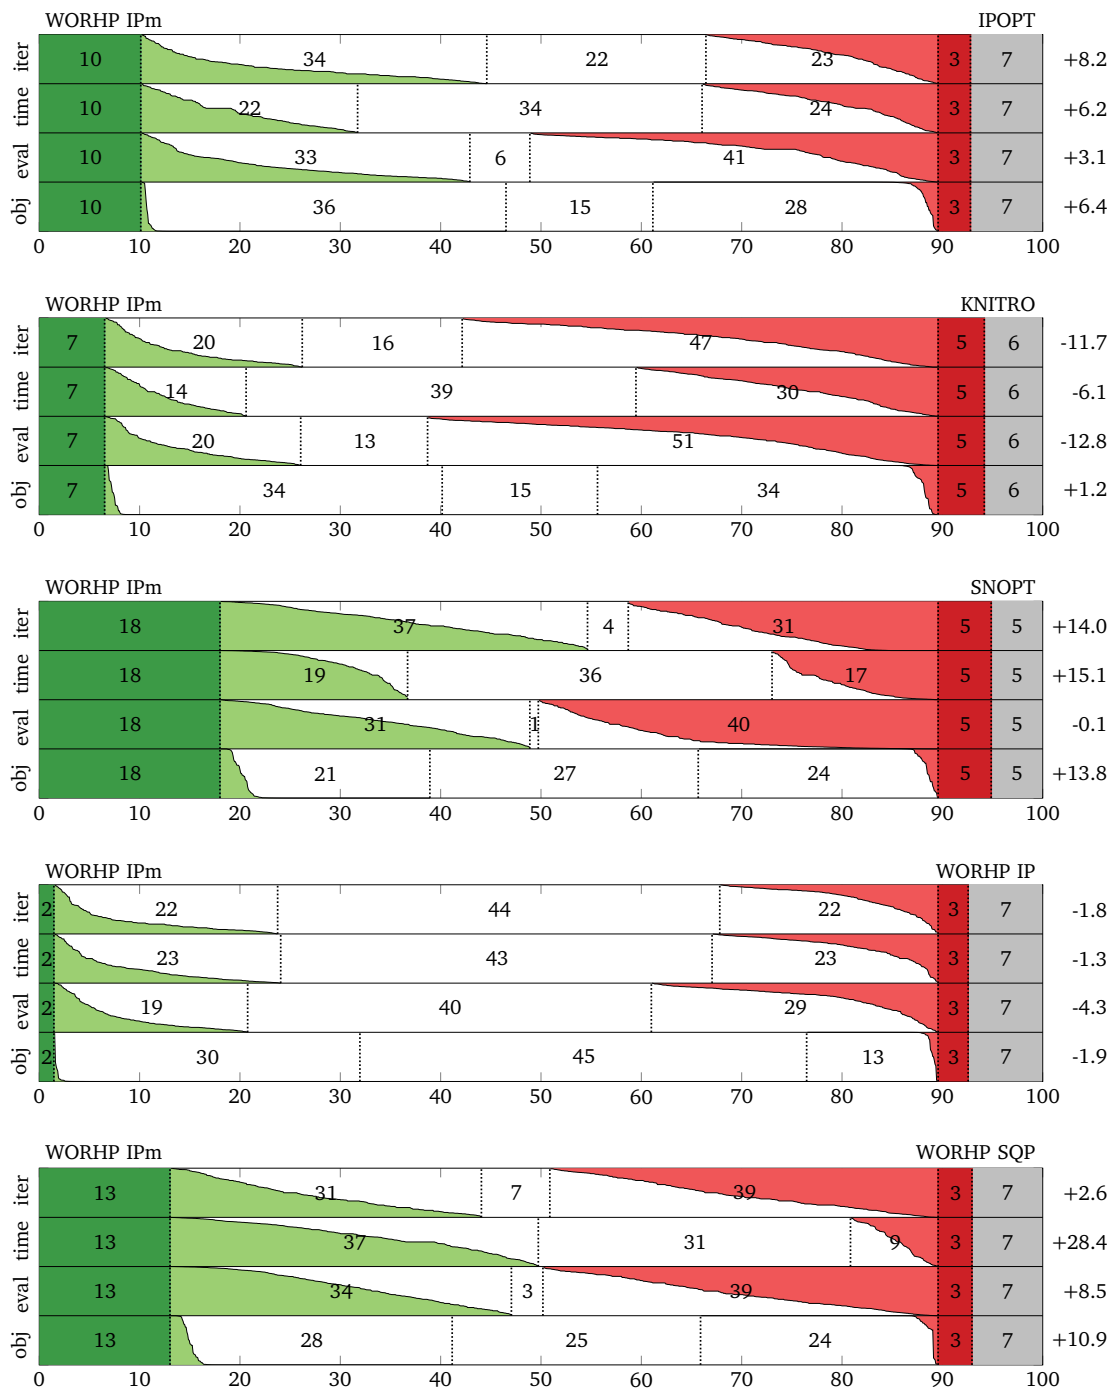 WORHP IPm IPOPT
iter 10 34 22 23 3 7 +8.2
time 10 22 34 24 3 7 +6.2
eval 10 33 6 41 3 7 +3.1
obj 10 36 15 28 3 7 +6.4
0 10 20 30 40 50 60 70 80 90 100
WORHP IPm KNITRO
iter 7 20 16 47 5 6 -11.7
time 7 14 39 30 5 6 -6.1
eval 7 20 13 51 5 6 -12.8
obj 7 34 15 34 5 6 +1.2
0 10 20 30 40 50 60 70 80 90 100
WORHP IPm SNOPT
iter 18 37 4 31 5 5 +14.0
time 18 19 36 17 5 5 +15.1
eval 18 31 1 40 5 5 -0.1
obj 18 21 27 24 5 5 +13.8
0 10 20 30 40 50 60 70 80 90 100
WORHP IPm WORHP IP
iter 2 22 44 22 3 7 -1.8
time 2 23 43 23 3 7 -1.3
eval 2 19 40 29 3 7 -4.3
obj 2 30 45 13 3 7 -1.9
0 10 20 30 40 50 60 70 80 90 100
WORHP IPm WORHP SQP
iter 13 31 7 39 3 7 +2.6
time 13 37 31 9 3 7 +28.4
eval 13 34 3 39 3 7 +8.5
obj 13 28 25 24 3 7 +10.9
0 10 20 30 40 50 60 70 80 90 100